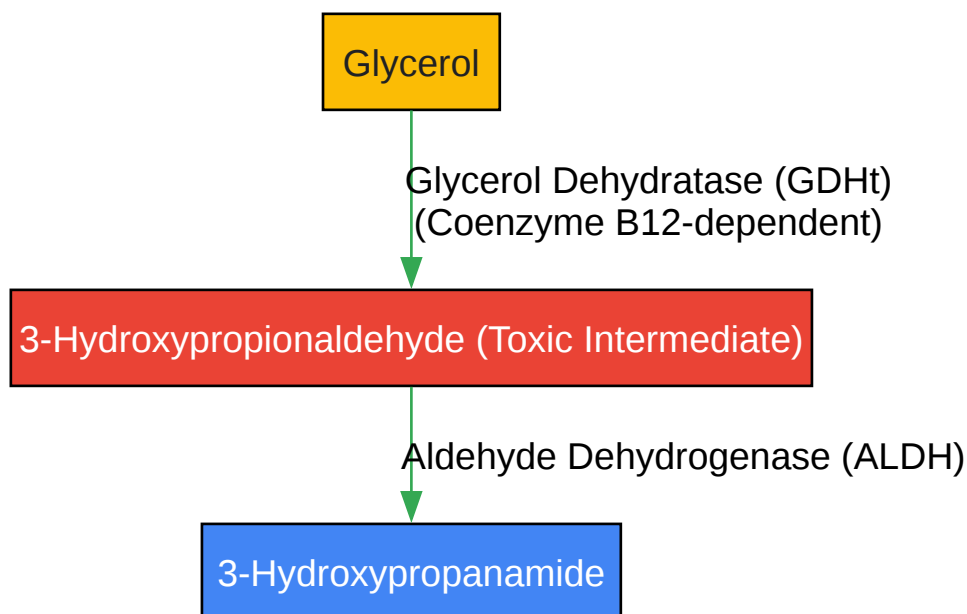 Glycerol
Glycerol Dehydratase (GDHt)
(Coenzyme B12-dependent)
3-Hydroxypropionaldehyde (Toxic Intermediate)
Aldehyde Dehydrogenase (ALDH)
3-Hydroxypropanamide